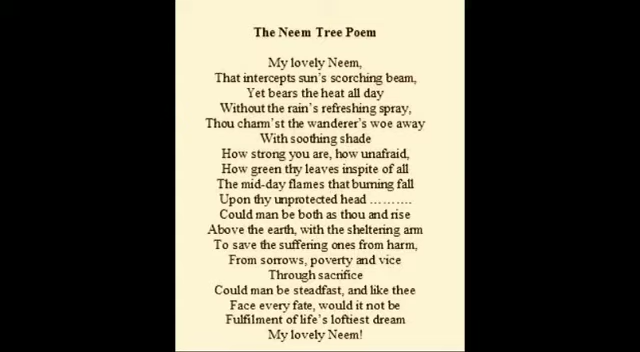 The Neem Tree Poem
My lovely Neem,
That intercepts sun's scorching beam,
Yet bears the heat all day
Without the rain's refreshing spray,
Thou charm'st the wanderer's woe away
With soothing shade
How strong you are, how unafraid,
How green thy leaves inspite of all
The mid-day flames that burning fall
Upon thy unprotected head ……….
Could man be both as thou and rise
Above the earth, with the sheltering arm
To save the suffering ones from harm,
From sorrows, poverty and vice
Through sacrifice
Could man be steadfast, and like thee
Face every fate, would it not be
Fulfilment of life's loftiest dream
My lovely Neem!